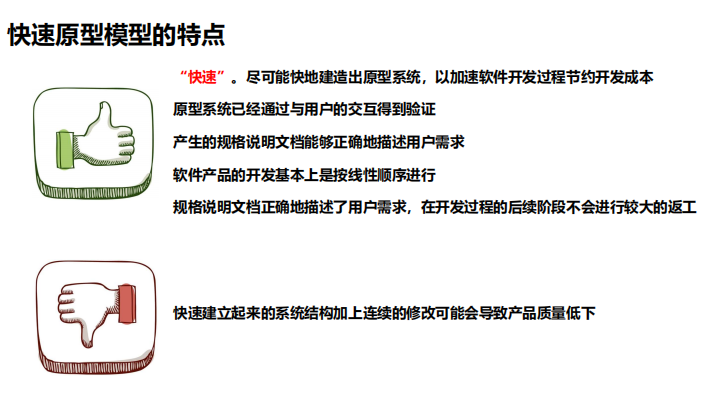 快速原型模型的特点
“快速”。尽可能快地建造出原型系统，以加速软件开发过程节约开发成本
原型系统已经通过与用户的交互得到验证
产生的规格说明文档能够正确地描述用户需求
软件产品的开发基本上是按线性顺序进行
规格说明文档正确地描述了用户需求，在开发过程的后续阶段不会进行较大的返工
快速建立起来的系统结构加上连续的修改可能会导致产品质量低下